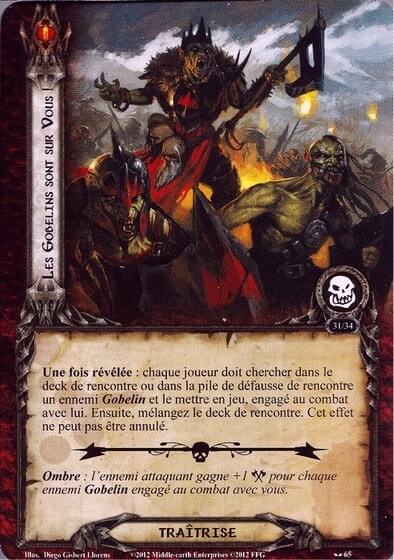 Les Gobelins sont sur Vous !
31/34
Une fois révélée : chaque joueur doit chercher dans le
deck de rencontre ou dans la pile de défausse de rencontre
un ennemi Gobelin et le mettre en jeu, engagé au combat
avec lui. Ensuite, mélangez le deck de rencontre. Cet effet
ne peut pas être annulé.
Ombre : l'ennemi attaquant gagne +1 pour chaque
ennemi Gobelin engagé au combat avec vous.
TRAÎTRISE
Illus. Diego Gisbert Llorens ©2012 Middle-earth Enterprises ©2012 FFG 65